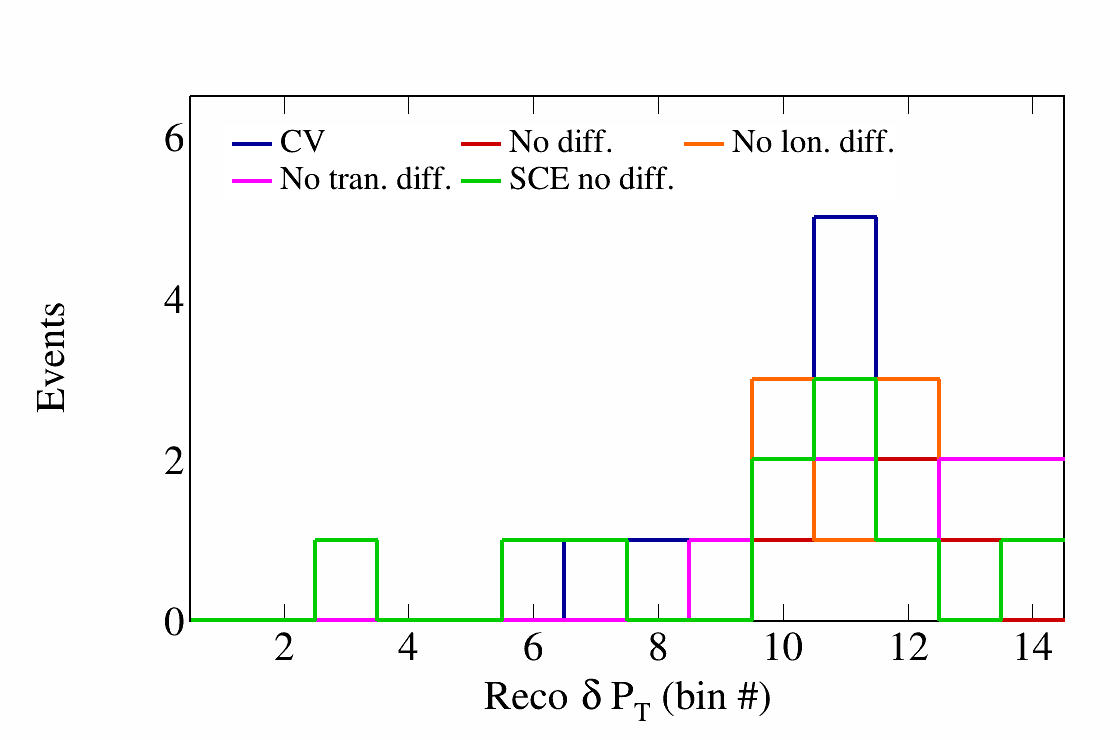 6
CV
No diff.
No lon. diff.
No tran. diff.
SCE no diff.
4
Events
2
0
2 4 6 8 10 12 14
Reco δ P_T (bin #)